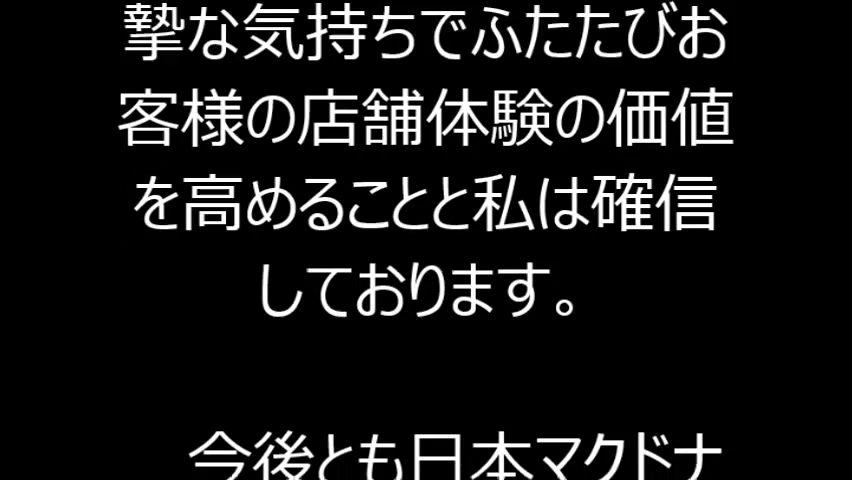 摯な気持ちでふたたびお
客様の店舗体験の価値
を高めることと私は確信
しております。
今後とも日本マクドナ